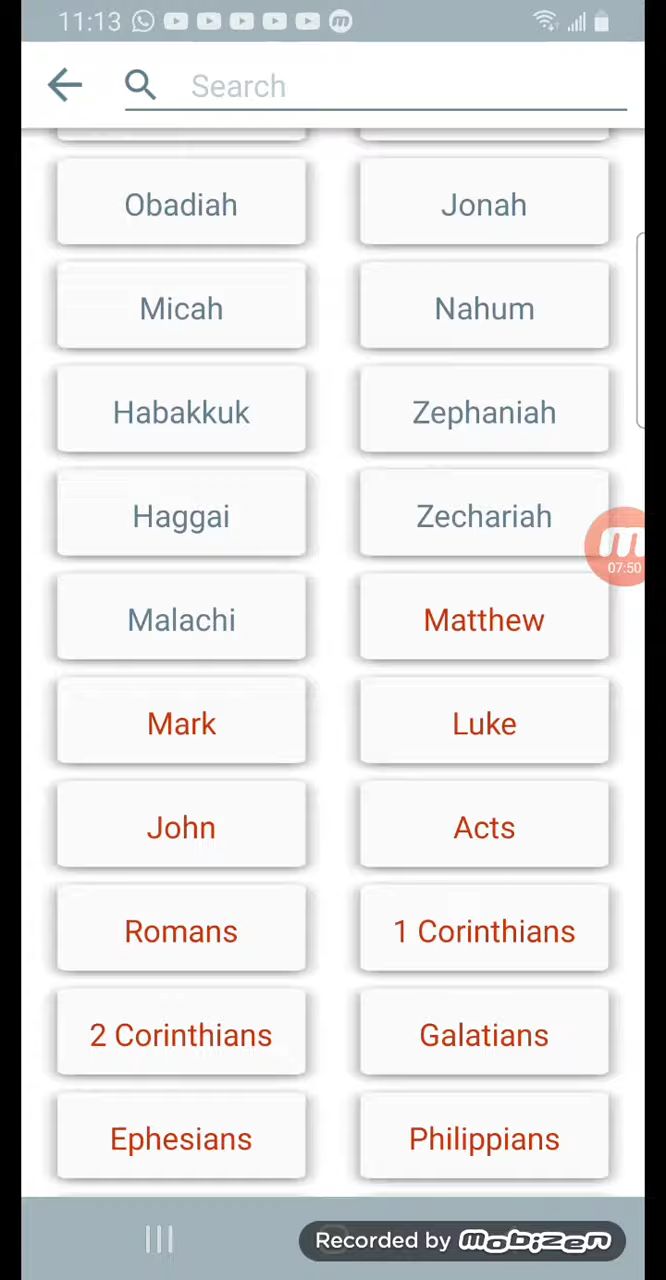 11:13
Search
Obadiah Jonah
Micah Nahum
Habakkuk Zephaniah
Haggai Zechariah
07:50
Malachi Matthew
Mark Luke
John Acts
Romans 1 Corinthians
2 Corinthians Galatians
Ephesians Philippians
Recorded by mobizen